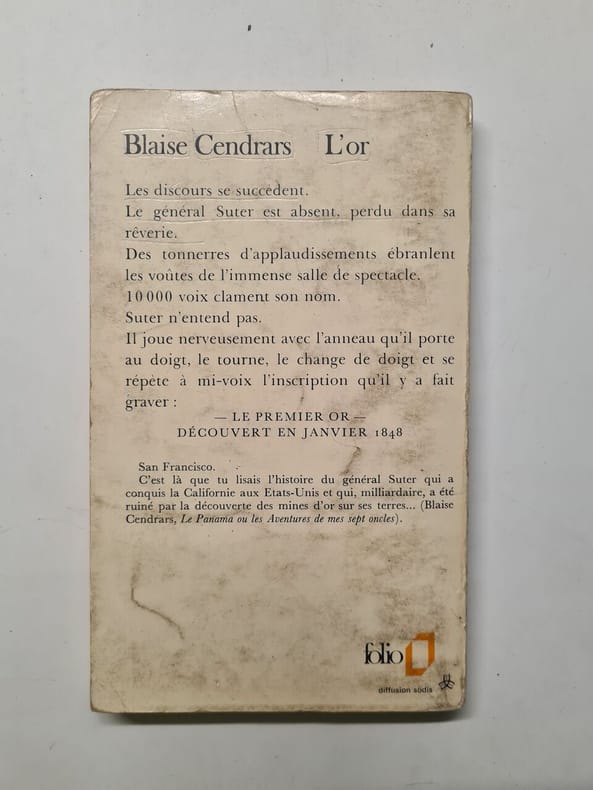 Blaise Cendrars L'or
Les discours se succèdent.
Le général Suter est absent, perdu dans sa
rêverie.
Des tonnerres d'applaudissements ébranlent
les voûtes de l'immense salle de spectacle.
10000 voix clament son nom.
Suter n'entend pas.
Il joue nerveusement avec l'anneau qu'il porte
au doigt, le tourne, le change de doigt et se
répète à mi-voix l'inscription qu'il y a fait
graver :
— LE PREMIER OR —
DÉCOUVERT EN JANVIER 1848
San Francisco.
C'est là que tu lisais l'histoire du général Suter qui a
conquis la Californie aux Etats-Unis et qui, milliardaire, a été
ruiné par la découverte des mines d'or sur ses terres... (Blaise
Cendrars, Le Panama ou les Aventures de mes sept oncles).
folio
diffusion sodis